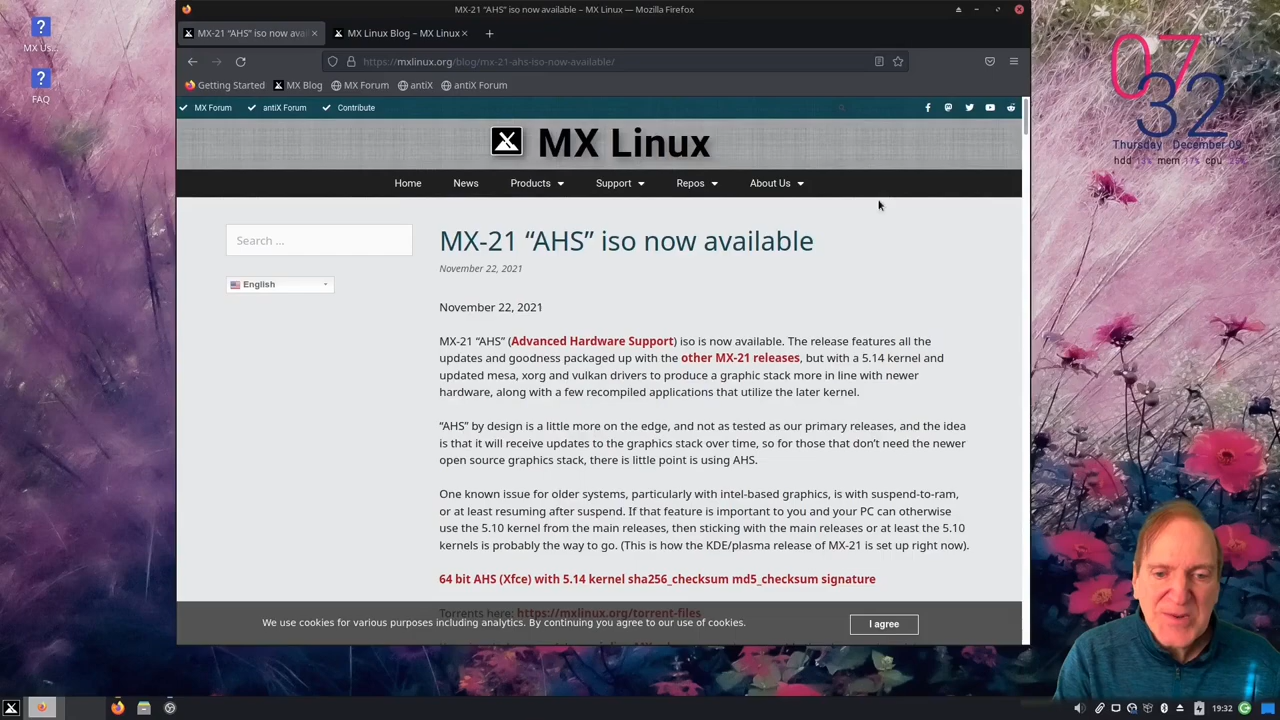 MX-21 “AHS” iso now available – MX Linux — Mozilla Firefox
MX-21 “AHS” iso now avai
MX Linux Blog – MX Linux
https://mxlinux.org/blog/mx-21-ahs-iso-now-available/
Getting Started
MX Blog
MX Forum
antiX
antiX Forum
MX Forum
antiX Forum
Contribute
MX Linux
Home
News
Products
Support
Repos
About Us
Search ...
English
MX-21 “AHS” iso now available
November 22, 2021
November 22, 2021
MX-21 “AHS” (Advanced Hardware Support) iso is now available. The release features all the
updates and goodness packaged up with the other MX-21 releases, but with a 5.14 kernel and
updated mesa, xorg and vulkan drivers to produce a graphic stack more in line with newer
hardware, along with a few recompiled applications that utilize the later kernel.
“AHS” by design is a little more on the edge, and not as tested as our primary releases, and the idea
is that it will receive updates to the graphics stack over time, so for those that don’t need the newer
open source graphics stack, there is little point is using AHS.
One known issue for older systems, particularly with intel-based graphics, is with suspend-to-ram,
or at least resuming after suspend. If that feature is important to you and your PC can otherwise
use the 5.10 kernel from the main releases, then sticking with the main releases or at least the 5.10
kernels is probably the way to go. (This is how the KDE/plasma release of MX-21 is set up right now).
64 bit AHS (Xfce) with 5.14 kernel sha256_checksum md5_checksum signature
Torrents here: https://mxlinux.org/torrent-files
We use cookies for various purposes including analytics. By continuing you agree to our use of cookies.
I agree
MX Us...
FAQ
07
32
Thursday December 09
hdd mem 17% cpu
19:32